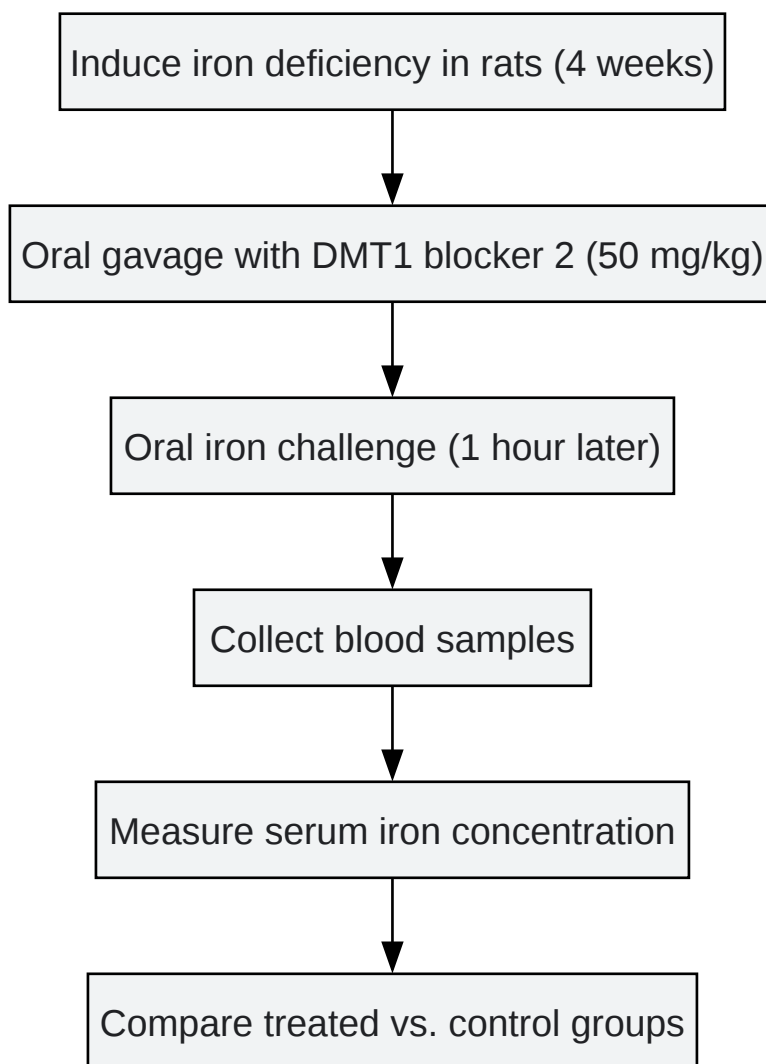 Induce iron deficiency in rats (4 weeks)
Oral gavage with DMT1 blocker 2 (50 mg/kg)
Oral iron challenge (1 hour later)
Collect blood samples
Measure serum iron concentration
Compare treated vs. control groups